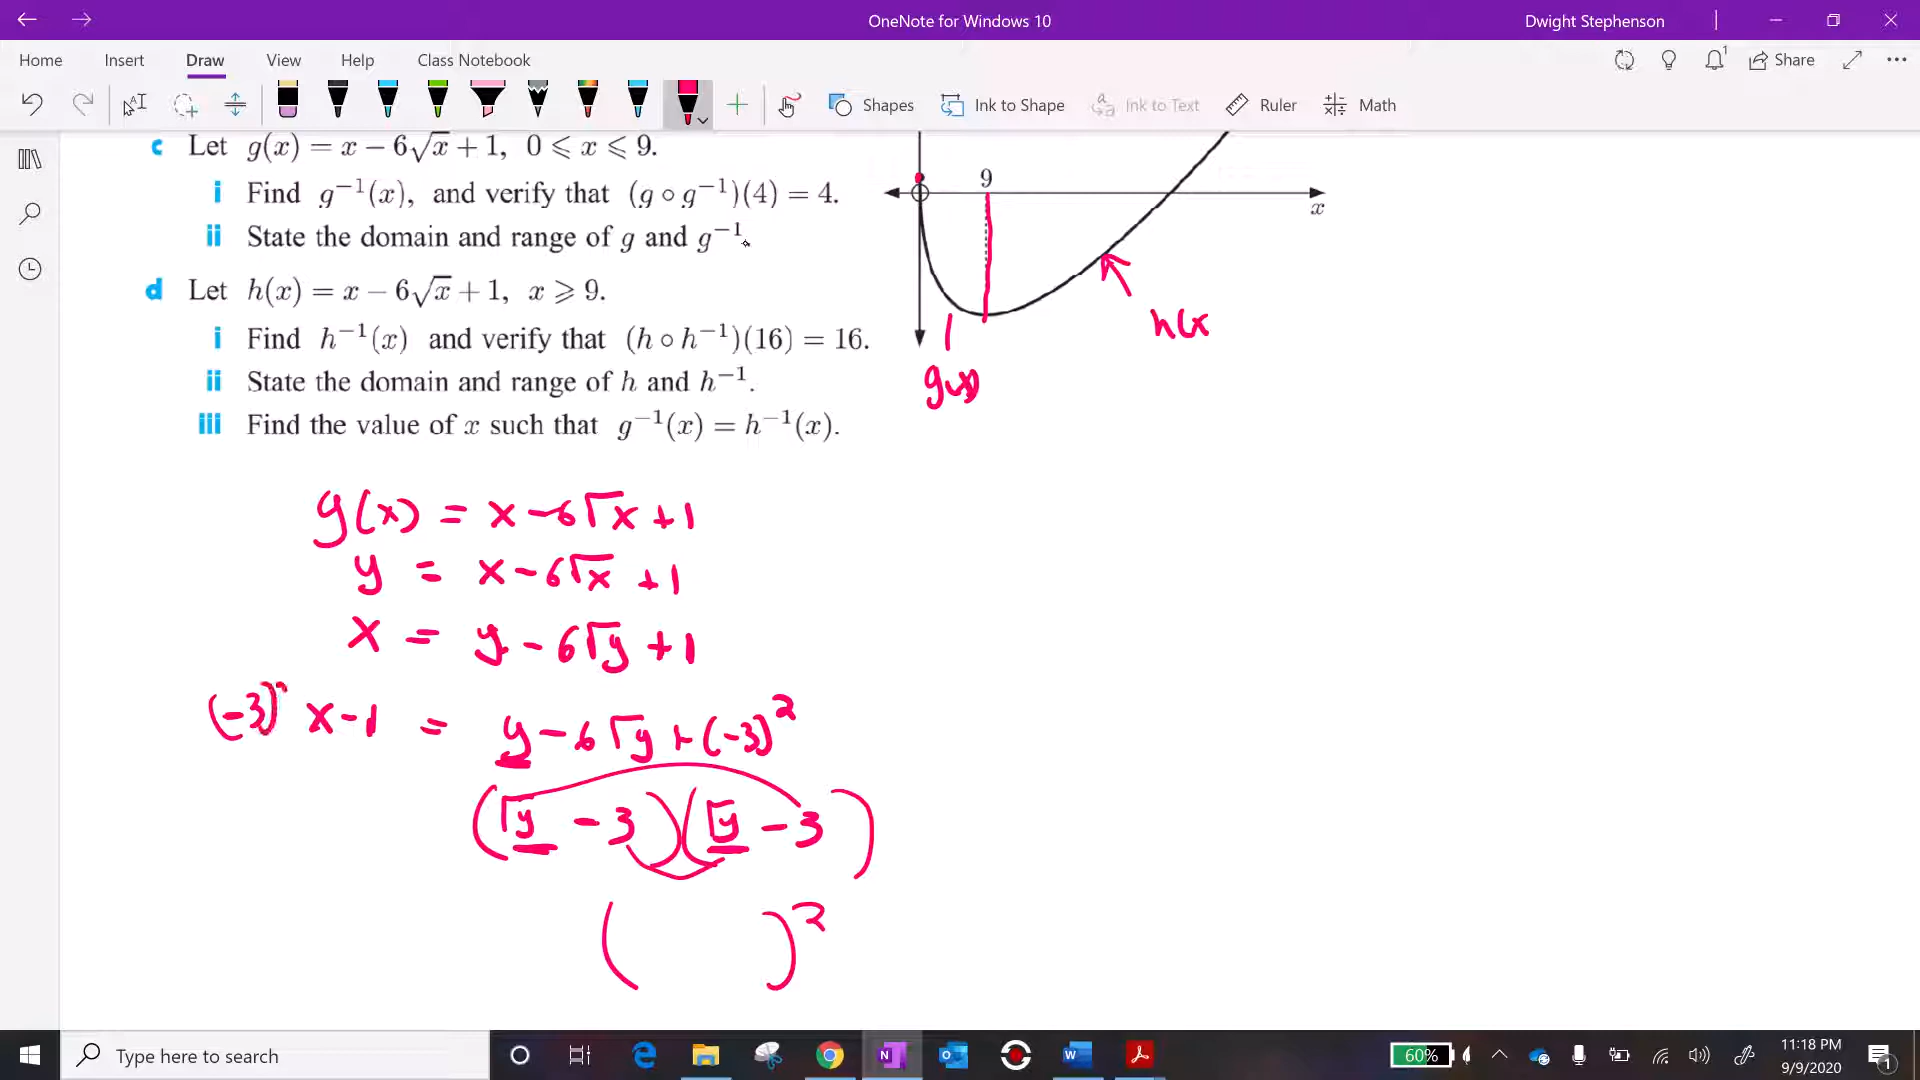 OneNote for Windows 10
Dwight Stephenson
Home Insert Draw View Help Class Notebook
Share
Shapes Ink to Shape Ink to Text Ruler Math
c Let g(x) = x − 6√x + 1, 0 ⩽ x ⩽ 9.
i Find g⁻¹(x), and verify that (g ∘ g⁻¹)(4) = 4.
ii State the domain and range of g and g⁻¹.
d Let h(x) = x − 6√x + 1, x ⩾ 9.
i Find h⁻¹(x) and verify that (h ∘ h⁻¹)(16) = 16.
ii State the domain and range of h and h⁻¹.
iii Find the value of x such that g⁻¹(x) = h⁻¹(x).
9
x
h(x
g(x)
g(x) = x − 6√x + 1
y = x − 6√x + 1
x = y − 6√y + 1
(−3)² x − 1 = y − 6√y + (−3)²
(√y − 3)(√y − 3)
( )²
Type here to search
60%
11:18 PM
9/9/2020
1